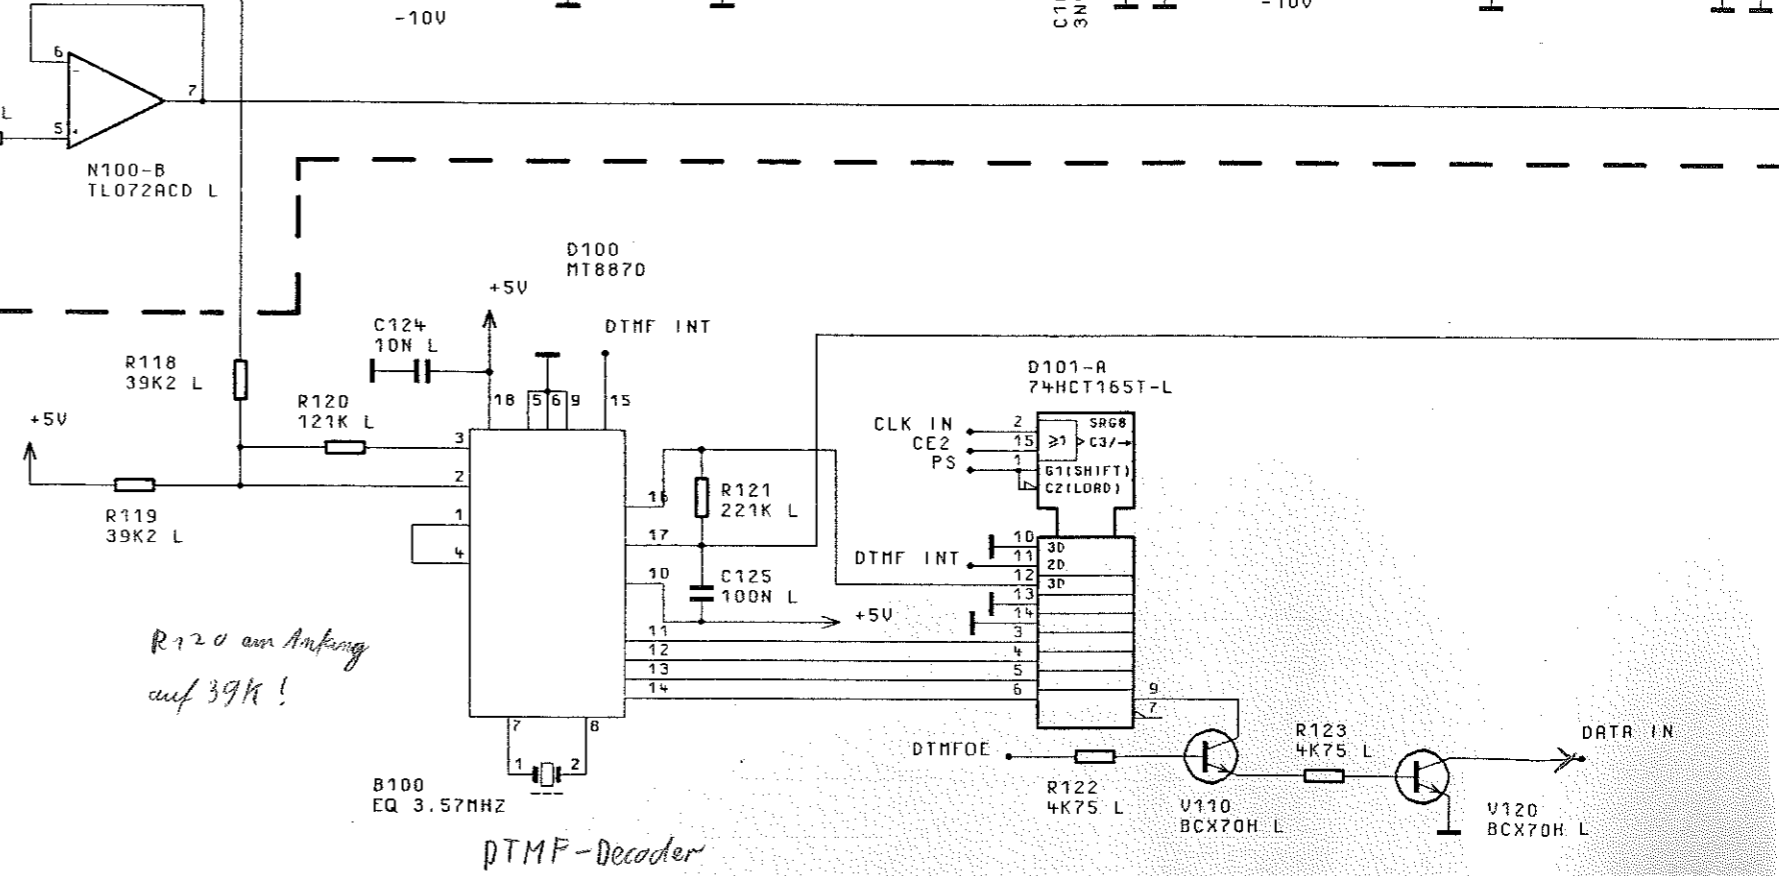 -10V
-10V
6
7
5
L
N100-B
TL072ACD L
D100
MT8870
+5V
DTMF INT
C124
10N L
R118
39K2 L
R120
121K L
+5V
R119
39K2 L
18
5
6
9
15
3
2
1
4
16
17
10
11
12
13
14
7
8
R121
221K L
C125
100N L
+5V
D101-A
74HCT165T-L
CLK IN
CE2
PS
2
15
1
≥1
SRG8
C3/→
G1(SHIFT)
C2(LOAD)
DTMF INT
10
11
12
13
14
3
4
5
6
3D
2D
3D
9
7
R120 am Anfang
auf 39K !
1
2
B100
EQ 3.57MHZ
DTMF-Decoder
DTMFOE
R122
4K75 L
V110
BCX70H L
R123
4K75 L
DATA IN
V120
BCX70H L